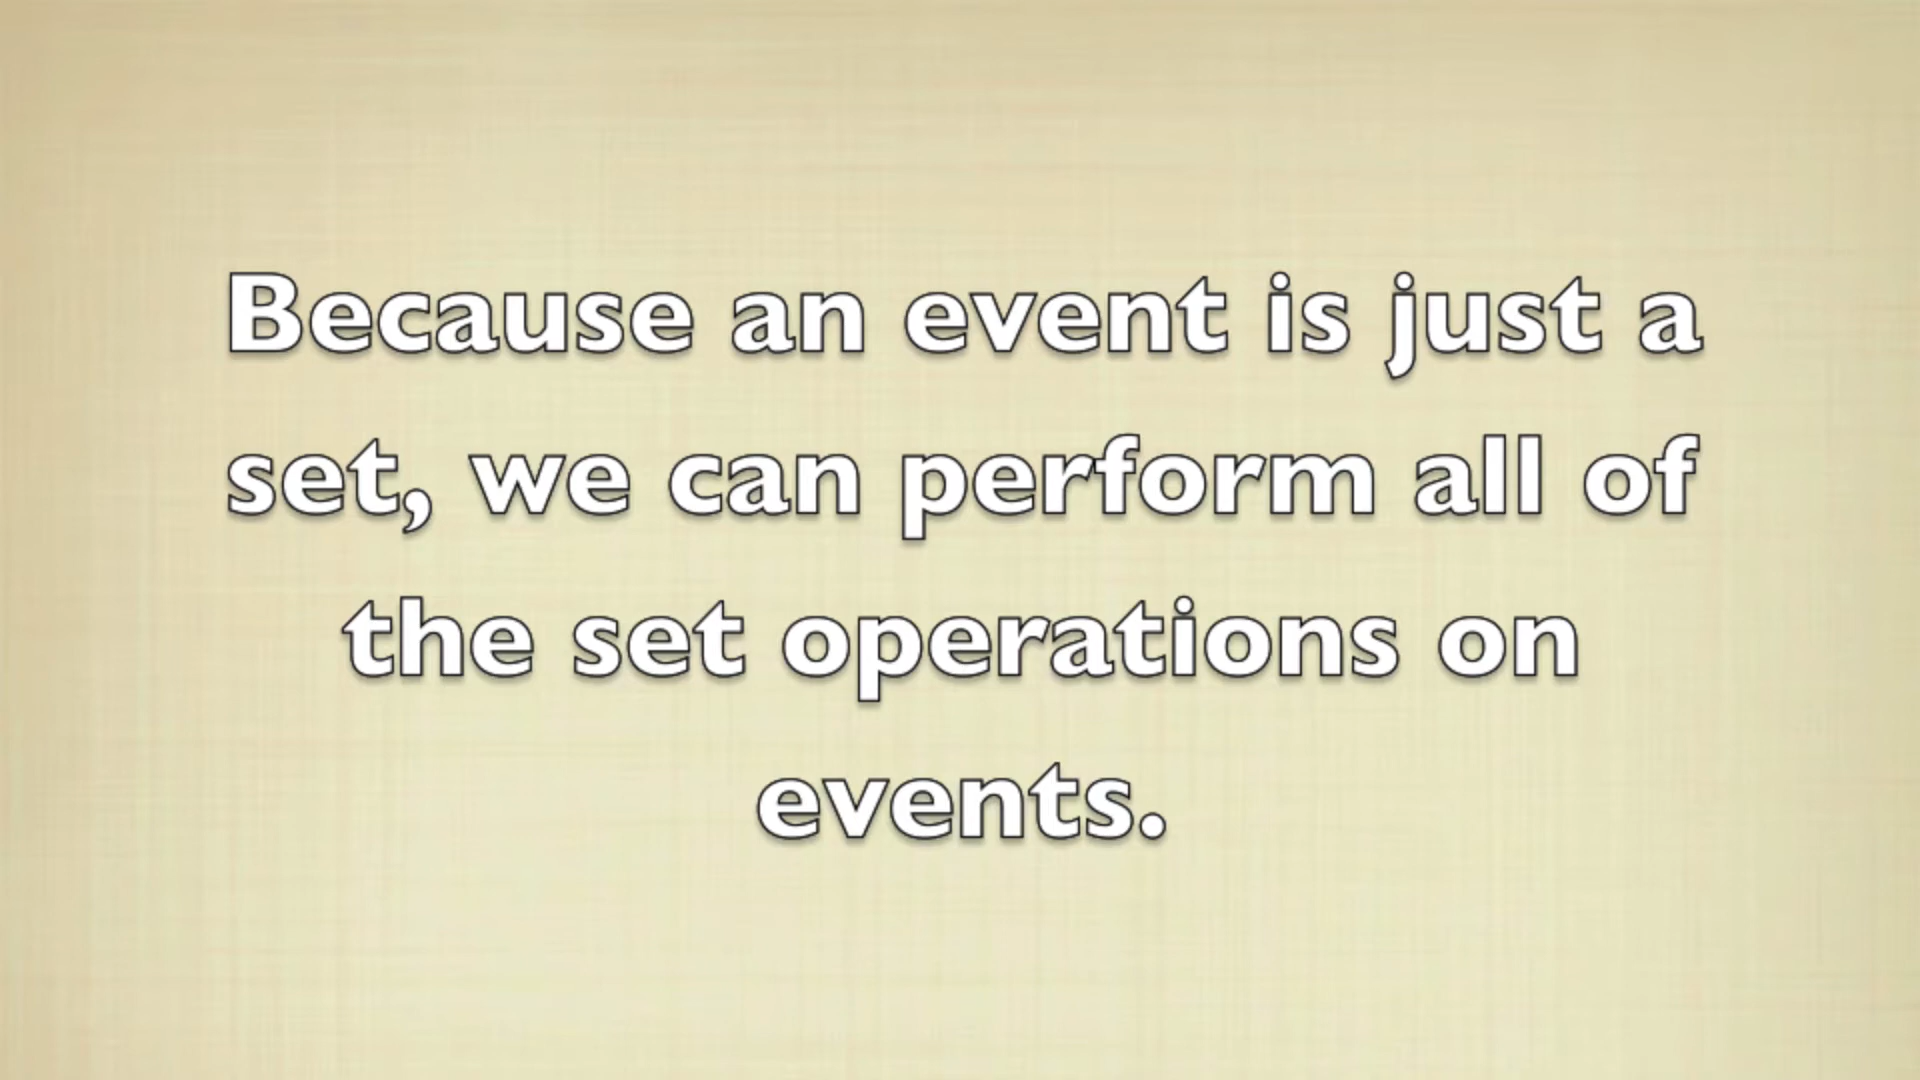 Because an event is just a
set, we can perform all of
the set operations on
events.